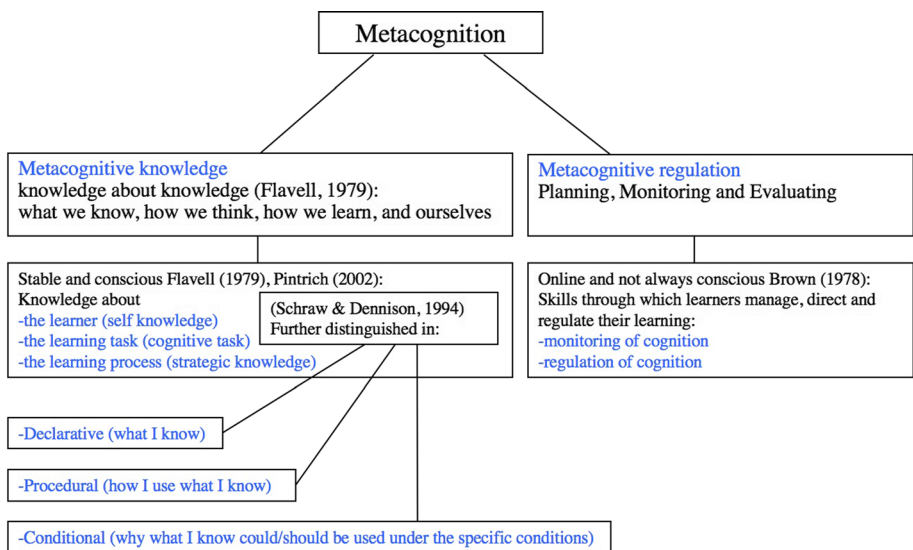 Metacognition
Metacognitive knowledge
knowledge about knowledge (Flavell, 1979):
what we know, how we think, how we learn, and ourselves
Metacognitive regulation
Planning, Monitoring and Evaluating
Stable and conscious Flavell (1979), Pintrich (2002):
Knowledge about
-the learner (self knowledge)
-the learning task (cognitive task)
-the learning process (strategic knowledge)
(Schraw & Dennison, 1994)
Further distinguished in:
Online and not always conscious Brown (1978):
Skills through which learners manage, direct and
regulate their learning:
-monitoring of cognition
-regulation of cognition
-Declarative (what I know)
-Procedural (how I use what I know)
-Conditional (why what I know could/should be used under the specific conditions)